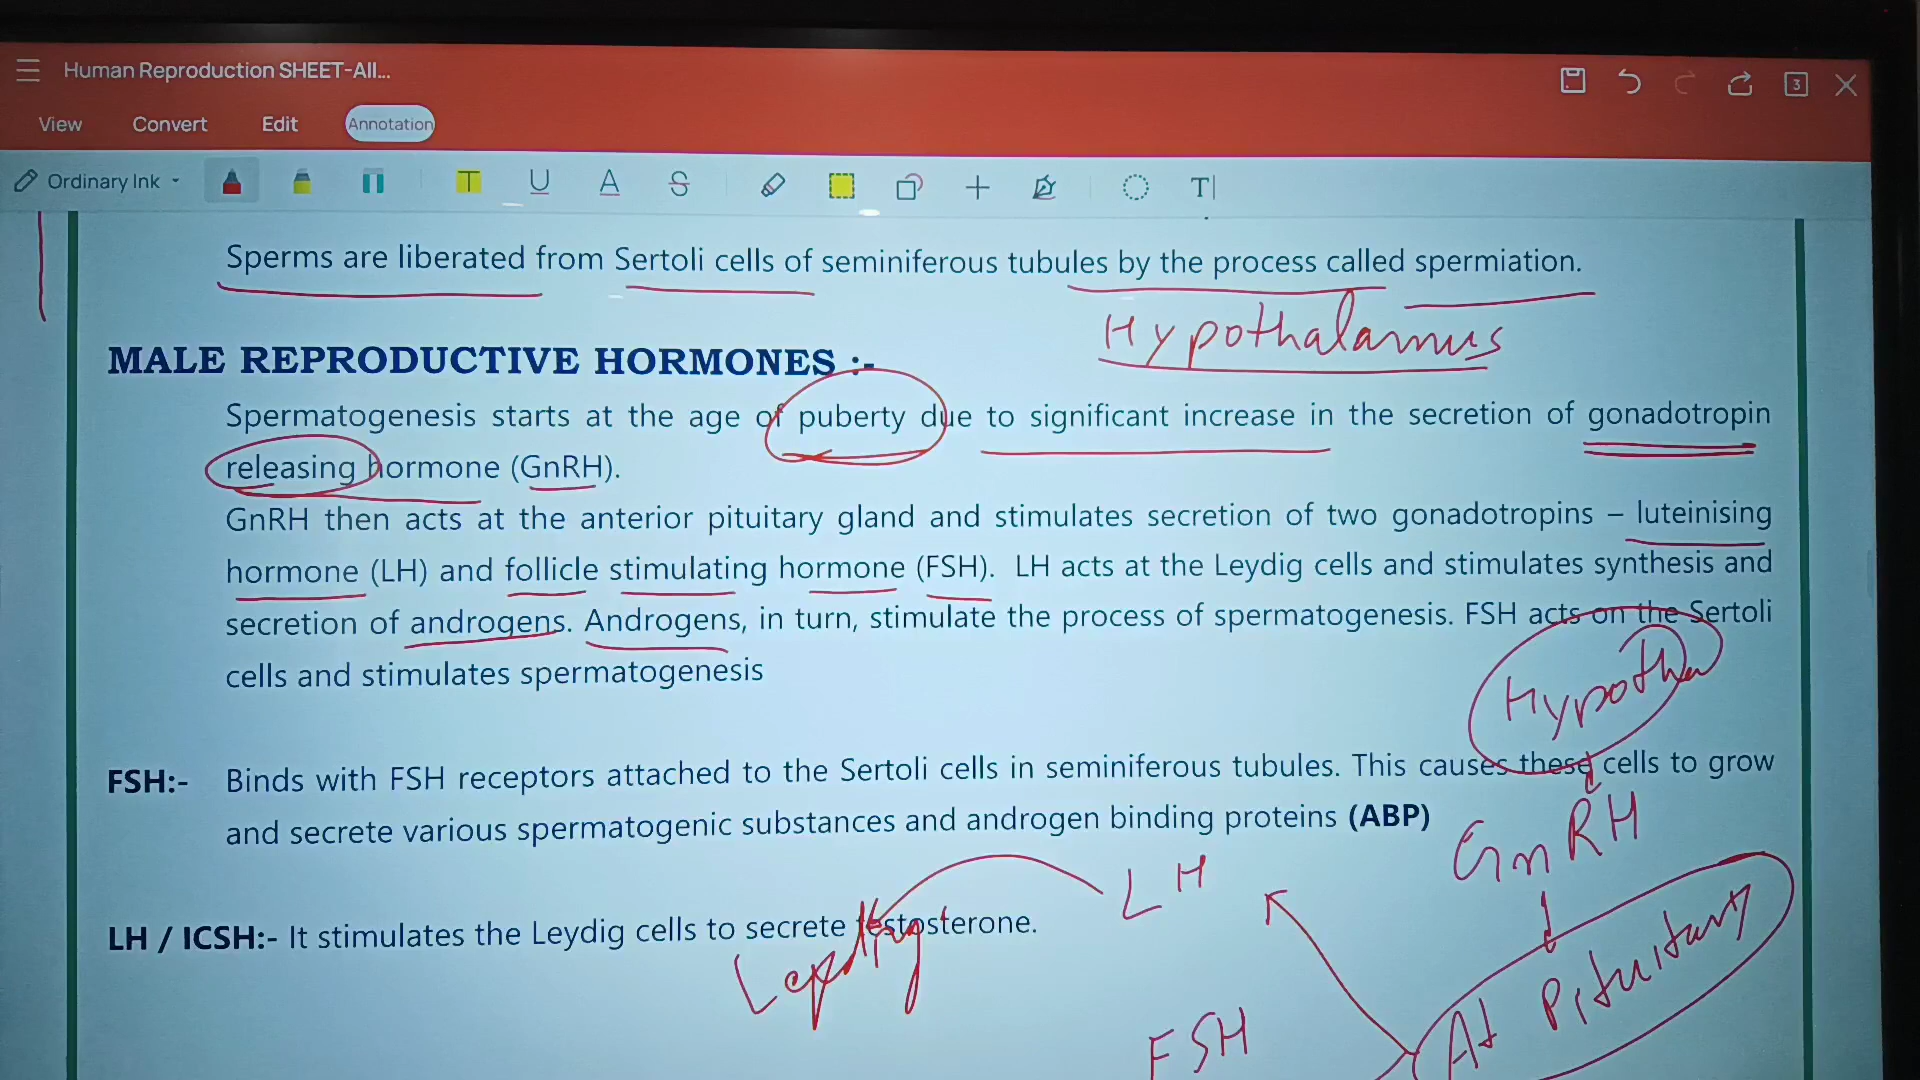 Human Reproduction SHEET-All...
3
View Convert Edit Annotation
Ordinary Ink T U A S T|
Sperms are liberated from Sertoli cells of seminiferous tubules by the process called spermiation.
Hypothalamus
MALE REPRODUCTIVE HORMONES :-
Spermatogenesis starts at the age of puberty due to significant increase in the secretion of gonadotropin
releasing hormone (GnRH).
GnRH then acts at the anterior pituitary gland and stimulates secretion of two gonadotropins – luteinising
hormone (LH) and follicle stimulating hormone (FSH). LH acts at the Leydig cells and stimulates synthesis and
secretion of androgens. Androgens, in turn, stimulate the process of spermatogenesis. FSH acts on the Sertoli
cells and stimulates spermatogenesis
Hypotha
FSH:- Binds with FSH receptors attached to the Sertoli cells in seminiferous tubules. This causes these cells to grow
and secrete various spermatogenic substances and androgen binding proteins (ABP)
GnRH
LH
LH / ICSH:- It stimulates the Leydig cells to secrete testosterone.
Leydig
At Pituitary
FSH